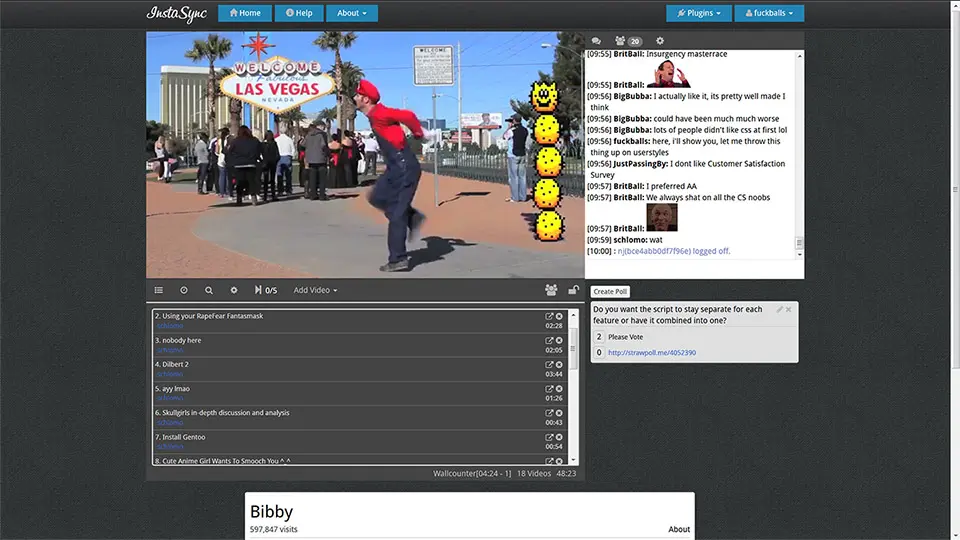 InstaSync
Home
Help
About
Plugins
fuckballs
WELCOME
TO Fabulous
LAS VEGAS
NEVADA
WELCOME
20
[09:55] BritBall: Insurgency masterrace
[09:55] BritBall:
[09:56] BigBubba: I actually like it, its pretty well made I
think
[09:56] BigBubba: could have been much much worse
[09:56] BigBubba: lots of people didn't like css at first lol
[09:56] fuckballs: here, i'll show you, let me throw this
thing up on userstyles
[09:56] JustPassingBy: I dont like Customer Satisfaction
Survey
[09:57] BritBall: I preferred AA
[09:57] BritBall: We always shat on all the CS noobs
[09:57] BritBall:
[09:59] schlomo: wat
[10:00] : nj(bce4abb0df7f96e) logged off.
0/5
Add Video
Create Poll
Do you want the script to stay separate for each
feature or have it combined into one?
2 Please Vote
0 http://strawpoll.me/4052390
2. Using your RapeFear Fantasmask
schlomo
02:28
3. nobody here
schlomo
02:05
4. Dilbert 2
schlomo
03:44
5. ayy lmao
schlomo
01:26
6. Skullgirls in-depth discussion and analysis
schlomo
00:43
7. Install Gentoo
schlomo
00:54
8. Cute Anime Girl Wants To Smooch You ^_^
Wallcounter[04:24 - 1] 18 Videos 48:23
Bibby
597,847 visits
About